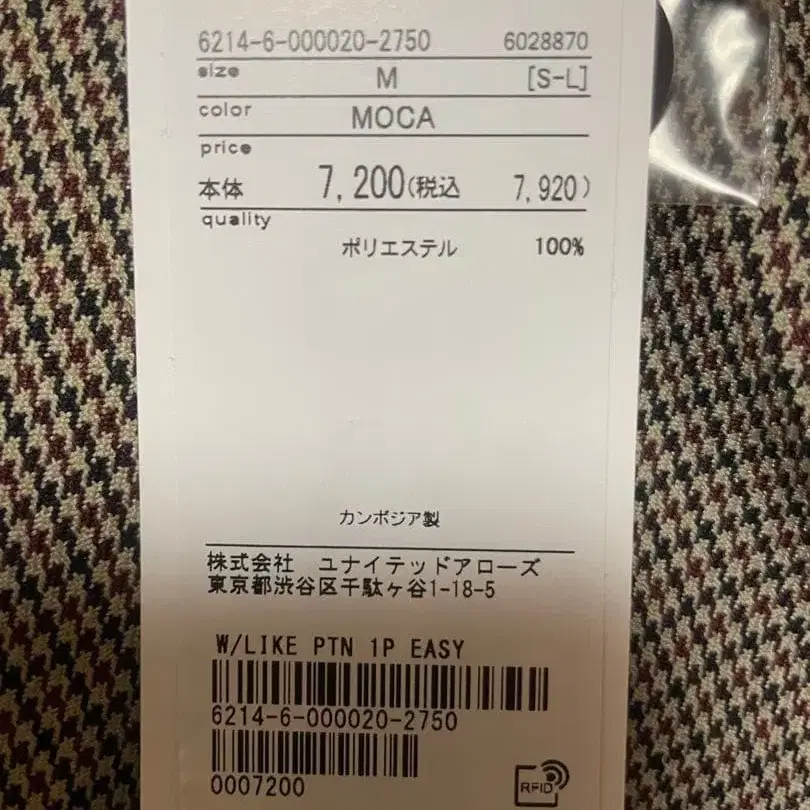 6214-6-000020-2750 6028870
size M [S-L]
color MOCA
price
本体 7,200(税込 7,920)
quality
ポリエステル 100%
カンボジア製
株式会社 ユナイテッドアローズ
東京都渋谷区千駄ヶ谷1-18-5
W/LIKE PTN 1P EASY
6214-6-000020-2750
0007200
RFID